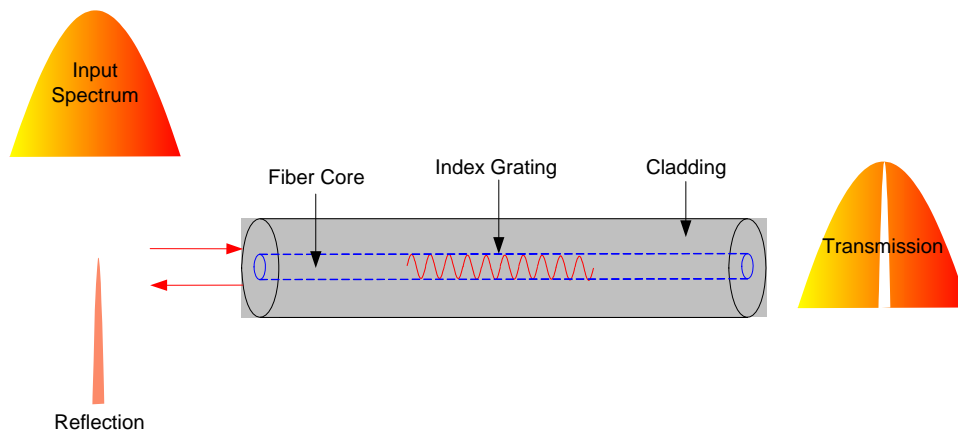 Input
Spectrum
Fiber Core
Index Grating
Cladding
Transmission
Reflection